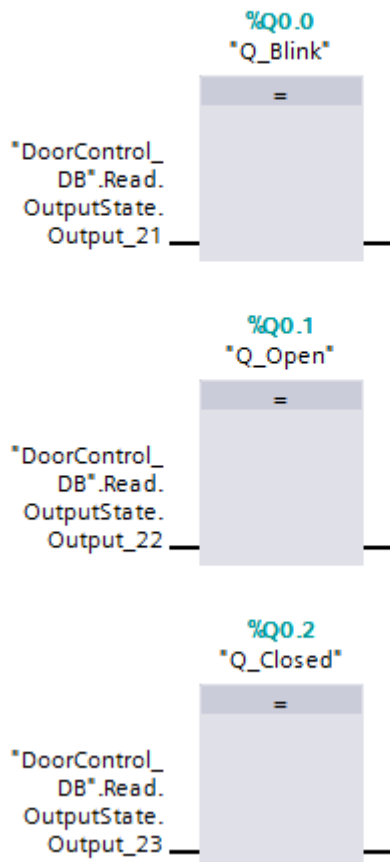 %Q0.0
"Q_Blink"
=
"DoorControl_
DB".Read.
OutputState.
Output_21
%Q0.1
"Q_Open"
=
"DoorControl_
DB".Read.
OutputState.
Output_22
%Q0.2
"Q_Closed"
=
"DoorControl_
DB".Read.
OutputState.
Output_23